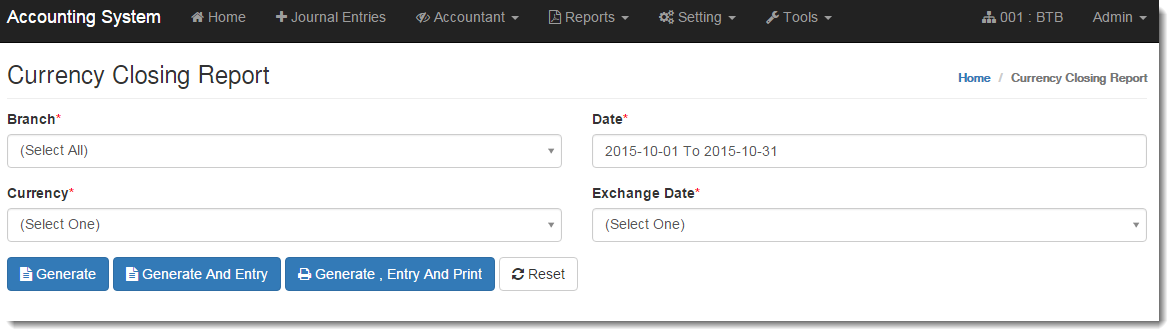 Accounting System Home Journal Entries Accountant Reports Setting Tools 001 : BTB Admin
Currency Closing Report
Home / Currency Closing Report
Branch* Date*
(Select All) 2015-10-01 To 2015-10-31
Currency* Exchange Date*
(Select One) (Select One)
Generate Generate And Entry Generate , Entry And Print Reset